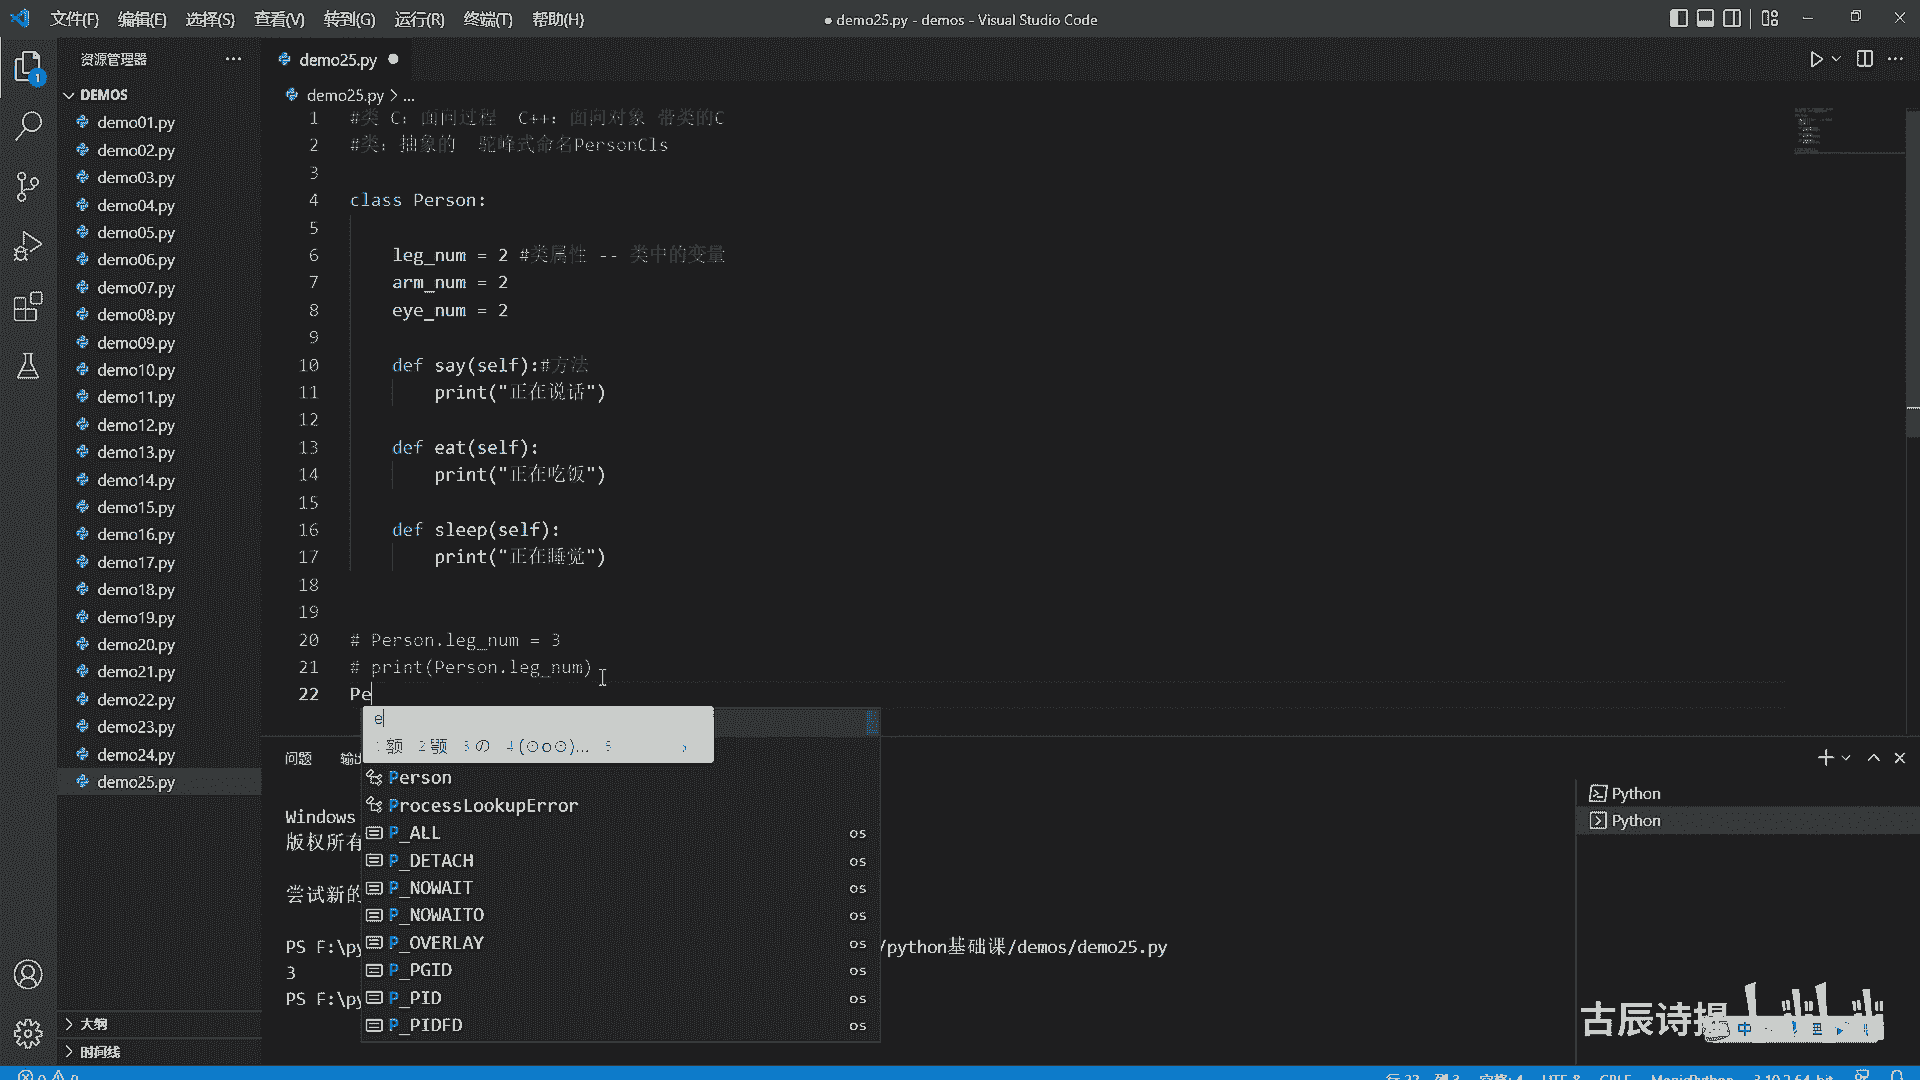 文件(F) 编辑(E) 选择(S) 查看(V) 转到(G) 运行(R) 终端(T) 帮助(H)
● demo25.py - demos - Visual Studio Code
资源管理器
DEMOS
demo01.py
demo02.py
demo03.py
demo04.py
demo05.py
demo06.py
demo07.py
demo08.py
demo09.py
demo10.py
demo11.py
demo12.py
demo13.py
demo14.py
demo15.py
demo16.py
demo17.py
demo18.py
demo19.py
demo20.py
demo21.py
demo22.py
demo23.py
demo24.py
demo25.py
大纲
时间线
demo25.py ●
demo25.py > ...
1 #类 C: 面向过程 C++: 面向对象 带类的C
2 #类: 抽象的 驼峰式命名PersonCls
3
4 class Person:
5
6 leg_num = 2 #类属性 -- 类中的变量
7 arm_num = 2
8 eye_num = 2
9
10 def say(self):#方法
11 print("正在说话")
12
13 def eat(self):
14 print("正在吃饭")
15
16 def sleep(self):
17 print("正在睡觉")
18
19
20 # Person.leg_num = 3
21 # print(Person.leg_num)
22 Pe
e
1额 2颚 3の 4(⊙o⊙)… 5
Person
ProcessLookupError
P_ALL os
P_DETACH os
P_NOWAIT os
P_NOWAITO os
P_OVERLAY os
P_PGID os
P_PID os
P_PIDFD os
问题
Windows
版权所有
尝试新的
PS F:\py /python基础课/demos/demo25.py
3
PS F:\py
Python
Python
古辰诗提
中